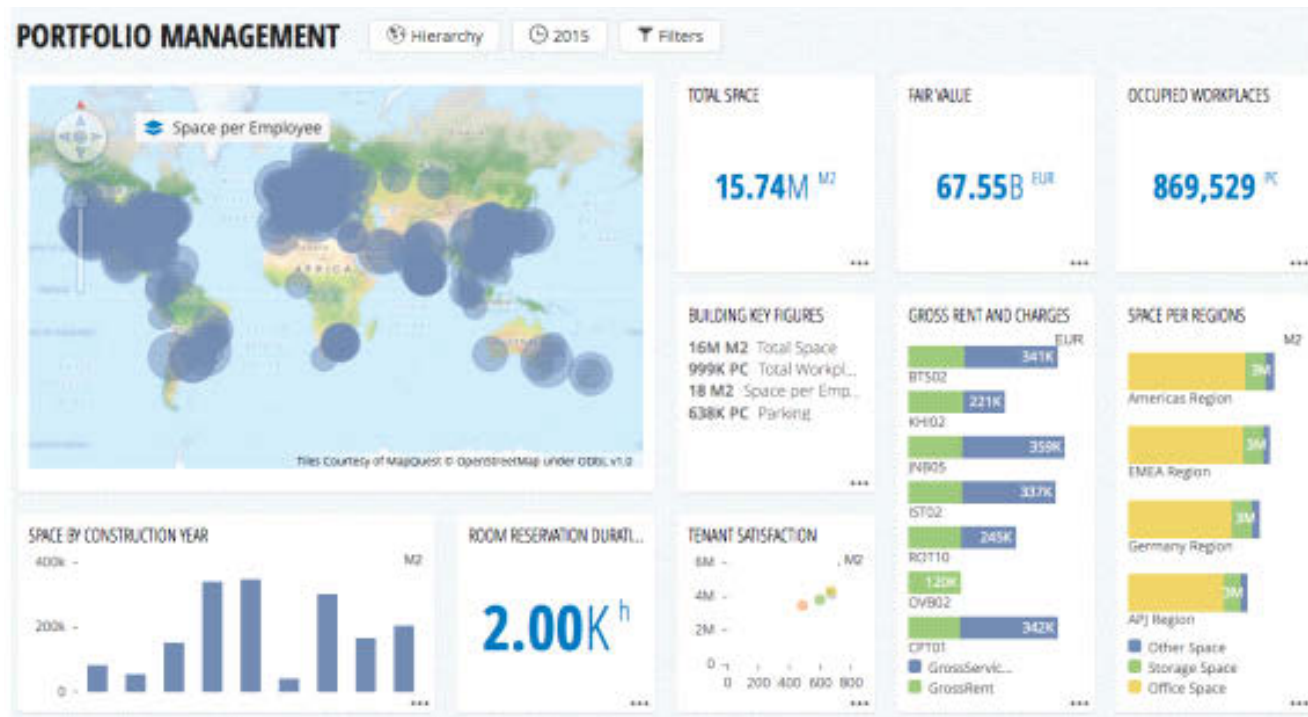 PORTFOLIO MANAGEMENT
Hierarchy
2015
Filters
Space per Employee
AFRICA
Tiles Courtesy of MapQuest © OpenStreetMap under ODbL v1.0
TOTAL SPACE
15.74M M2
FAIR VALUE
67.55B EUR
OCCUPIED WORKPLACES
869,529 PC
BUILDING KEY FIGURES
16M M2 Total Space
999K PC Total Workpl...
18 M2 Space per Emp...
638K PC Parking
GROSS RENT AND CHARGES
EUR
341K
BTS02
221K
KHI02
359K
JNB05
337K
IST02
245K
ROT10
120K
OVB02
342K
CPT01
GrossServic...
GrossRent
SPACE PER REGIONS
M2
3M
Americas Region
3M
EMEA Region
3M
Germany Region
3M
APJ Region
Other Space
Storage Space
Office Space
SPACE BY CONSTRUCTION YEAR
M2
400k
200k
0
ROOM RESERVATION DURATI...
2.00K h
TENANT SATISFACTION
M2
6M
4M
2M
0
0 200 400 600 800